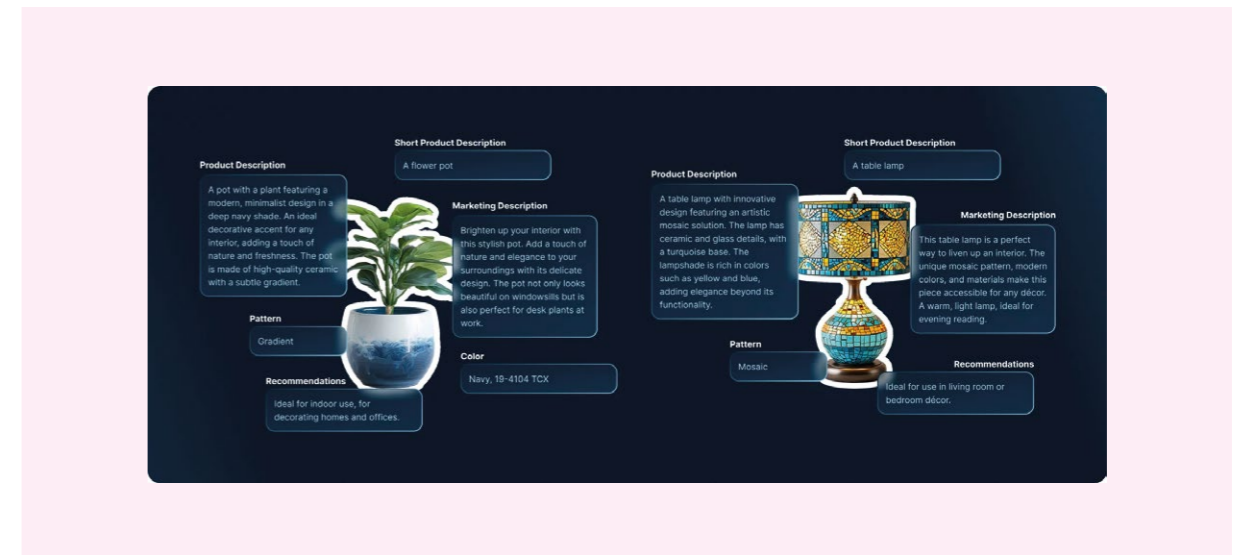 Short Product Description
A flower pot
Product Description
A pot with a plant featuring a
modern, minimalist design in a
deep navy shade. An ideal
decorative accent for any
interior, adding a touch of
nature and freshness. The pot
is made of high-quality ceramic
with a subtle gradient.
Marketing Description
Brighten up your interior with
this stylish pot. Add a touch of
nature and elegance to your
surroundings with its delicate
design. The pot not only looks
beautiful on windowsills but is
also perfect for desk plants at
work.
Pattern
Gradient
Color
Navy, 19-4104 TCX
Recommendations
Ideal for indoor use, for
decorating homes and offices.
Short Product Description
A table lamp
Product Description
A table lamp with innovative
design featuring an artistic
mosaic solution. The lamp has
ceramic and glass details, with
a turquoise base. The
lampshade is rich in colors
such as yellow and blue,
adding elegance beyond its
functionality.
Marketing Description
This table lamp is a perfect
way to liven up an interior. The
unique mosaic pattern, modern
colors, and materials make this
piece accessible for any décor.
A warm, light lamp, ideal for
evening reading.
Pattern
Mosaic
Recommendations
Ideal for use in living room or
bedroom décor.